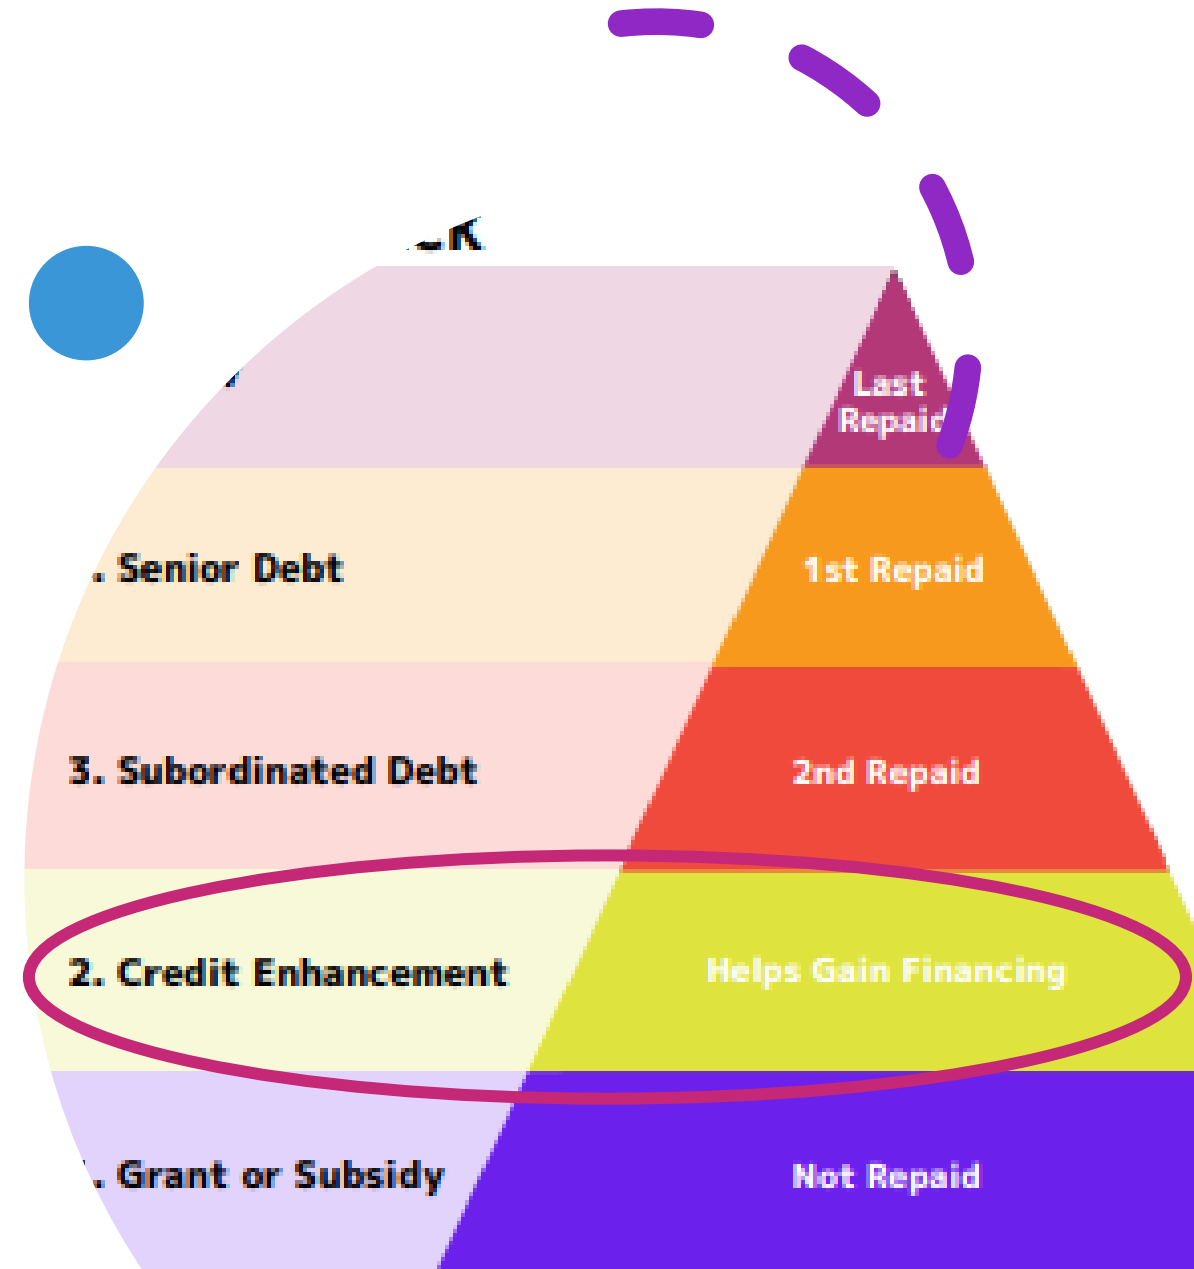 Last
Repaid
. Senior Debt
1st Repaid
3. Subordinated Debt
2nd Repaid
2. Credit Enhancement
Helps Gain Financing
. Grant or Subsidy
Not Repaid